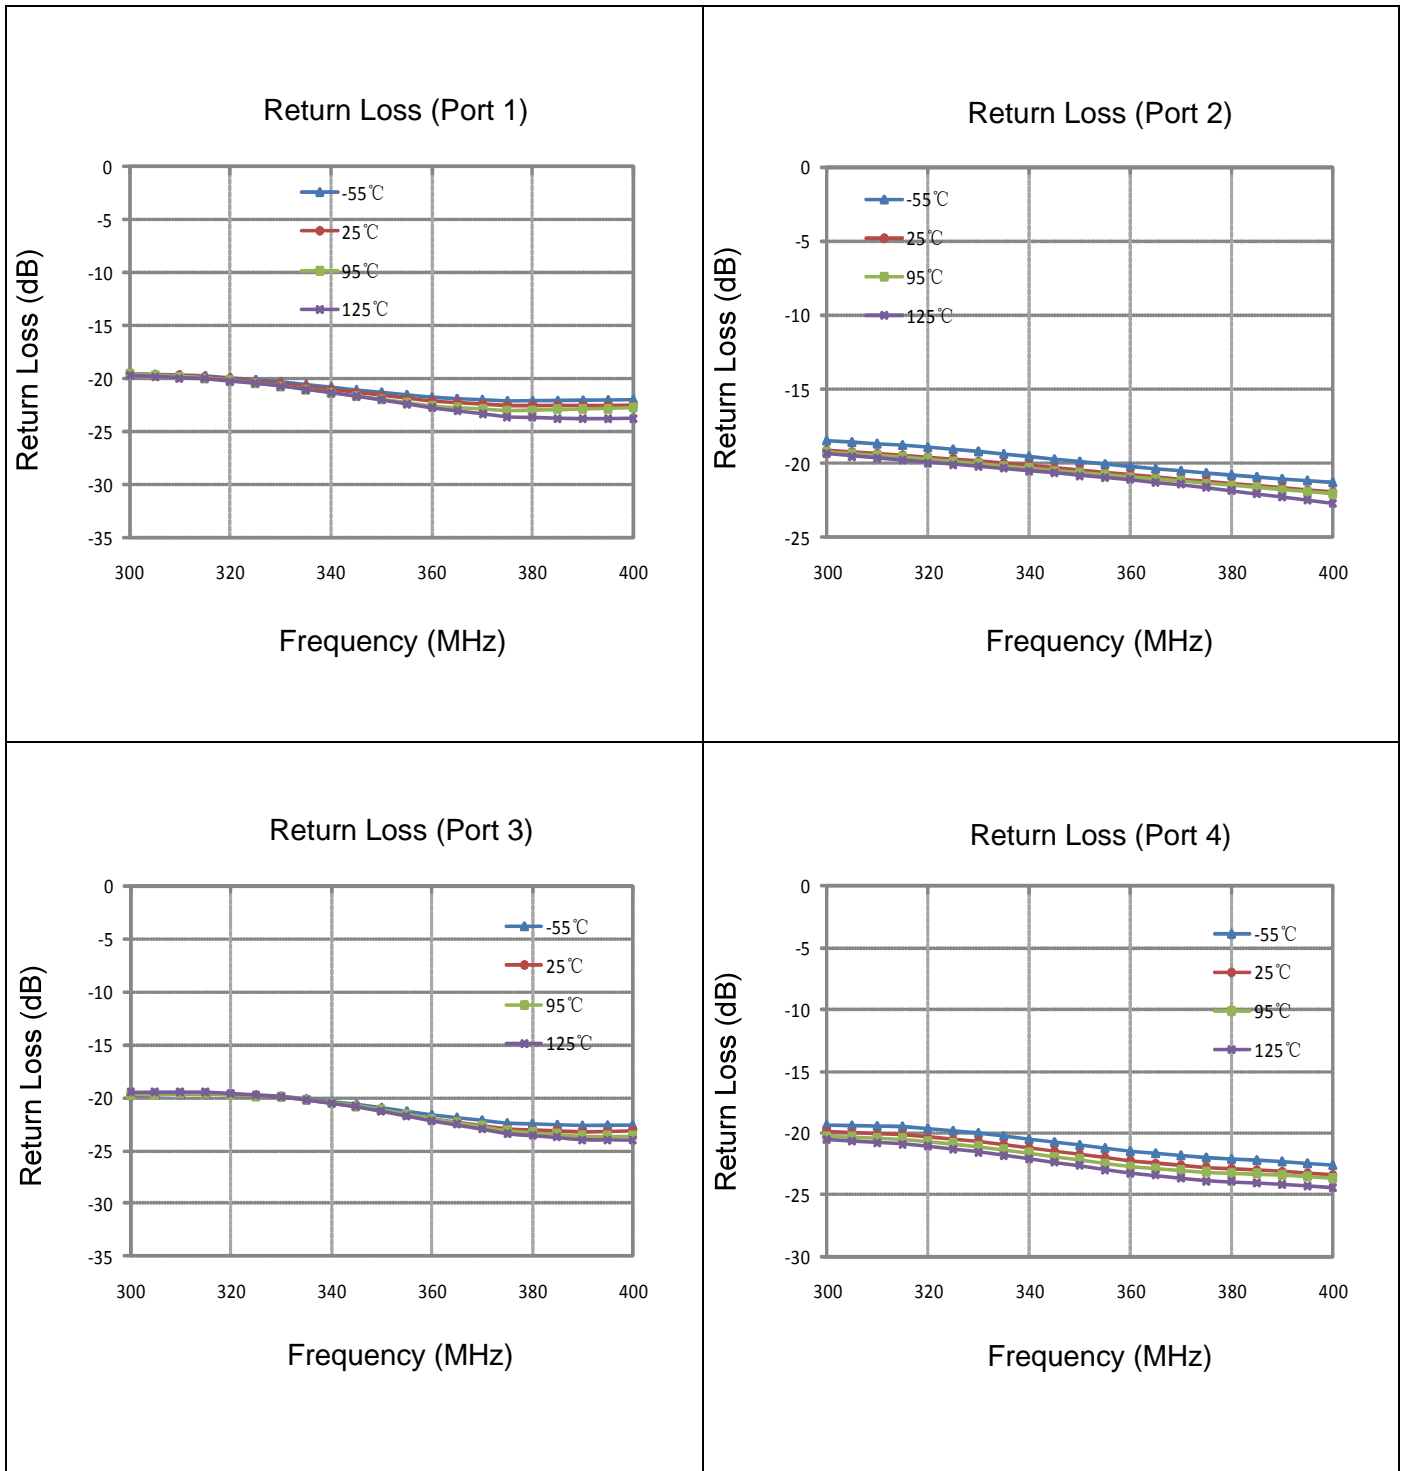 Return Loss (Port 1)
Return Loss (dB)
0
-5
-10
-15
-20
-25
-30
-35
-55℃
25℃
95℃
125℃
300 320 340 360 380 400
Frequency (MHz)
Return Loss (Port 2)
Return Loss (dB)
0
-5
-10
-15
-20
-25
-55℃
25℃
95℃
125℃
300 320 340 360 380 400
Frequency (MHz)
Return Loss (Port 3)
Return Loss (dB)
0
-5
-10
-15
-20
-25
-30
-35
-55℃
25℃
95℃
125℃
300 320 340 360 380 400
Frequency (MHz)
Return Loss (Port 4)
Return Loss (dB)
0
-5
-10
-15
-20
-25
-30
-55℃
25℃
95℃
125℃
300 320 340 360 380 400
Frequency (MHz)